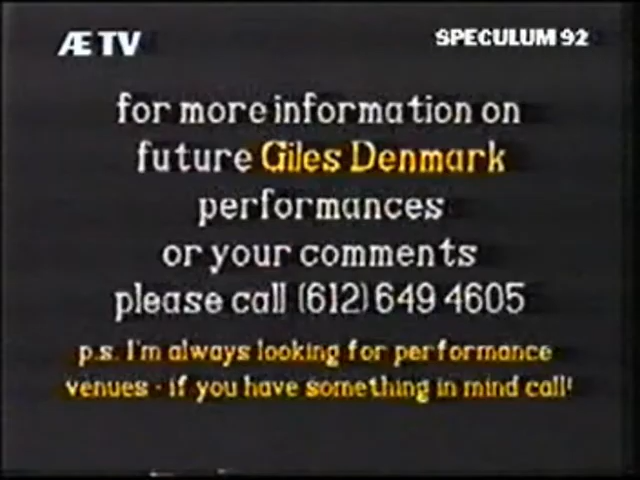 ÆTV
SPECULUM 92
for more information on
future Giles Denmark
performances
or your comments
please call (612) 649 4605
p.s. I'm always looking for performance
venues - if you have something in mind call!